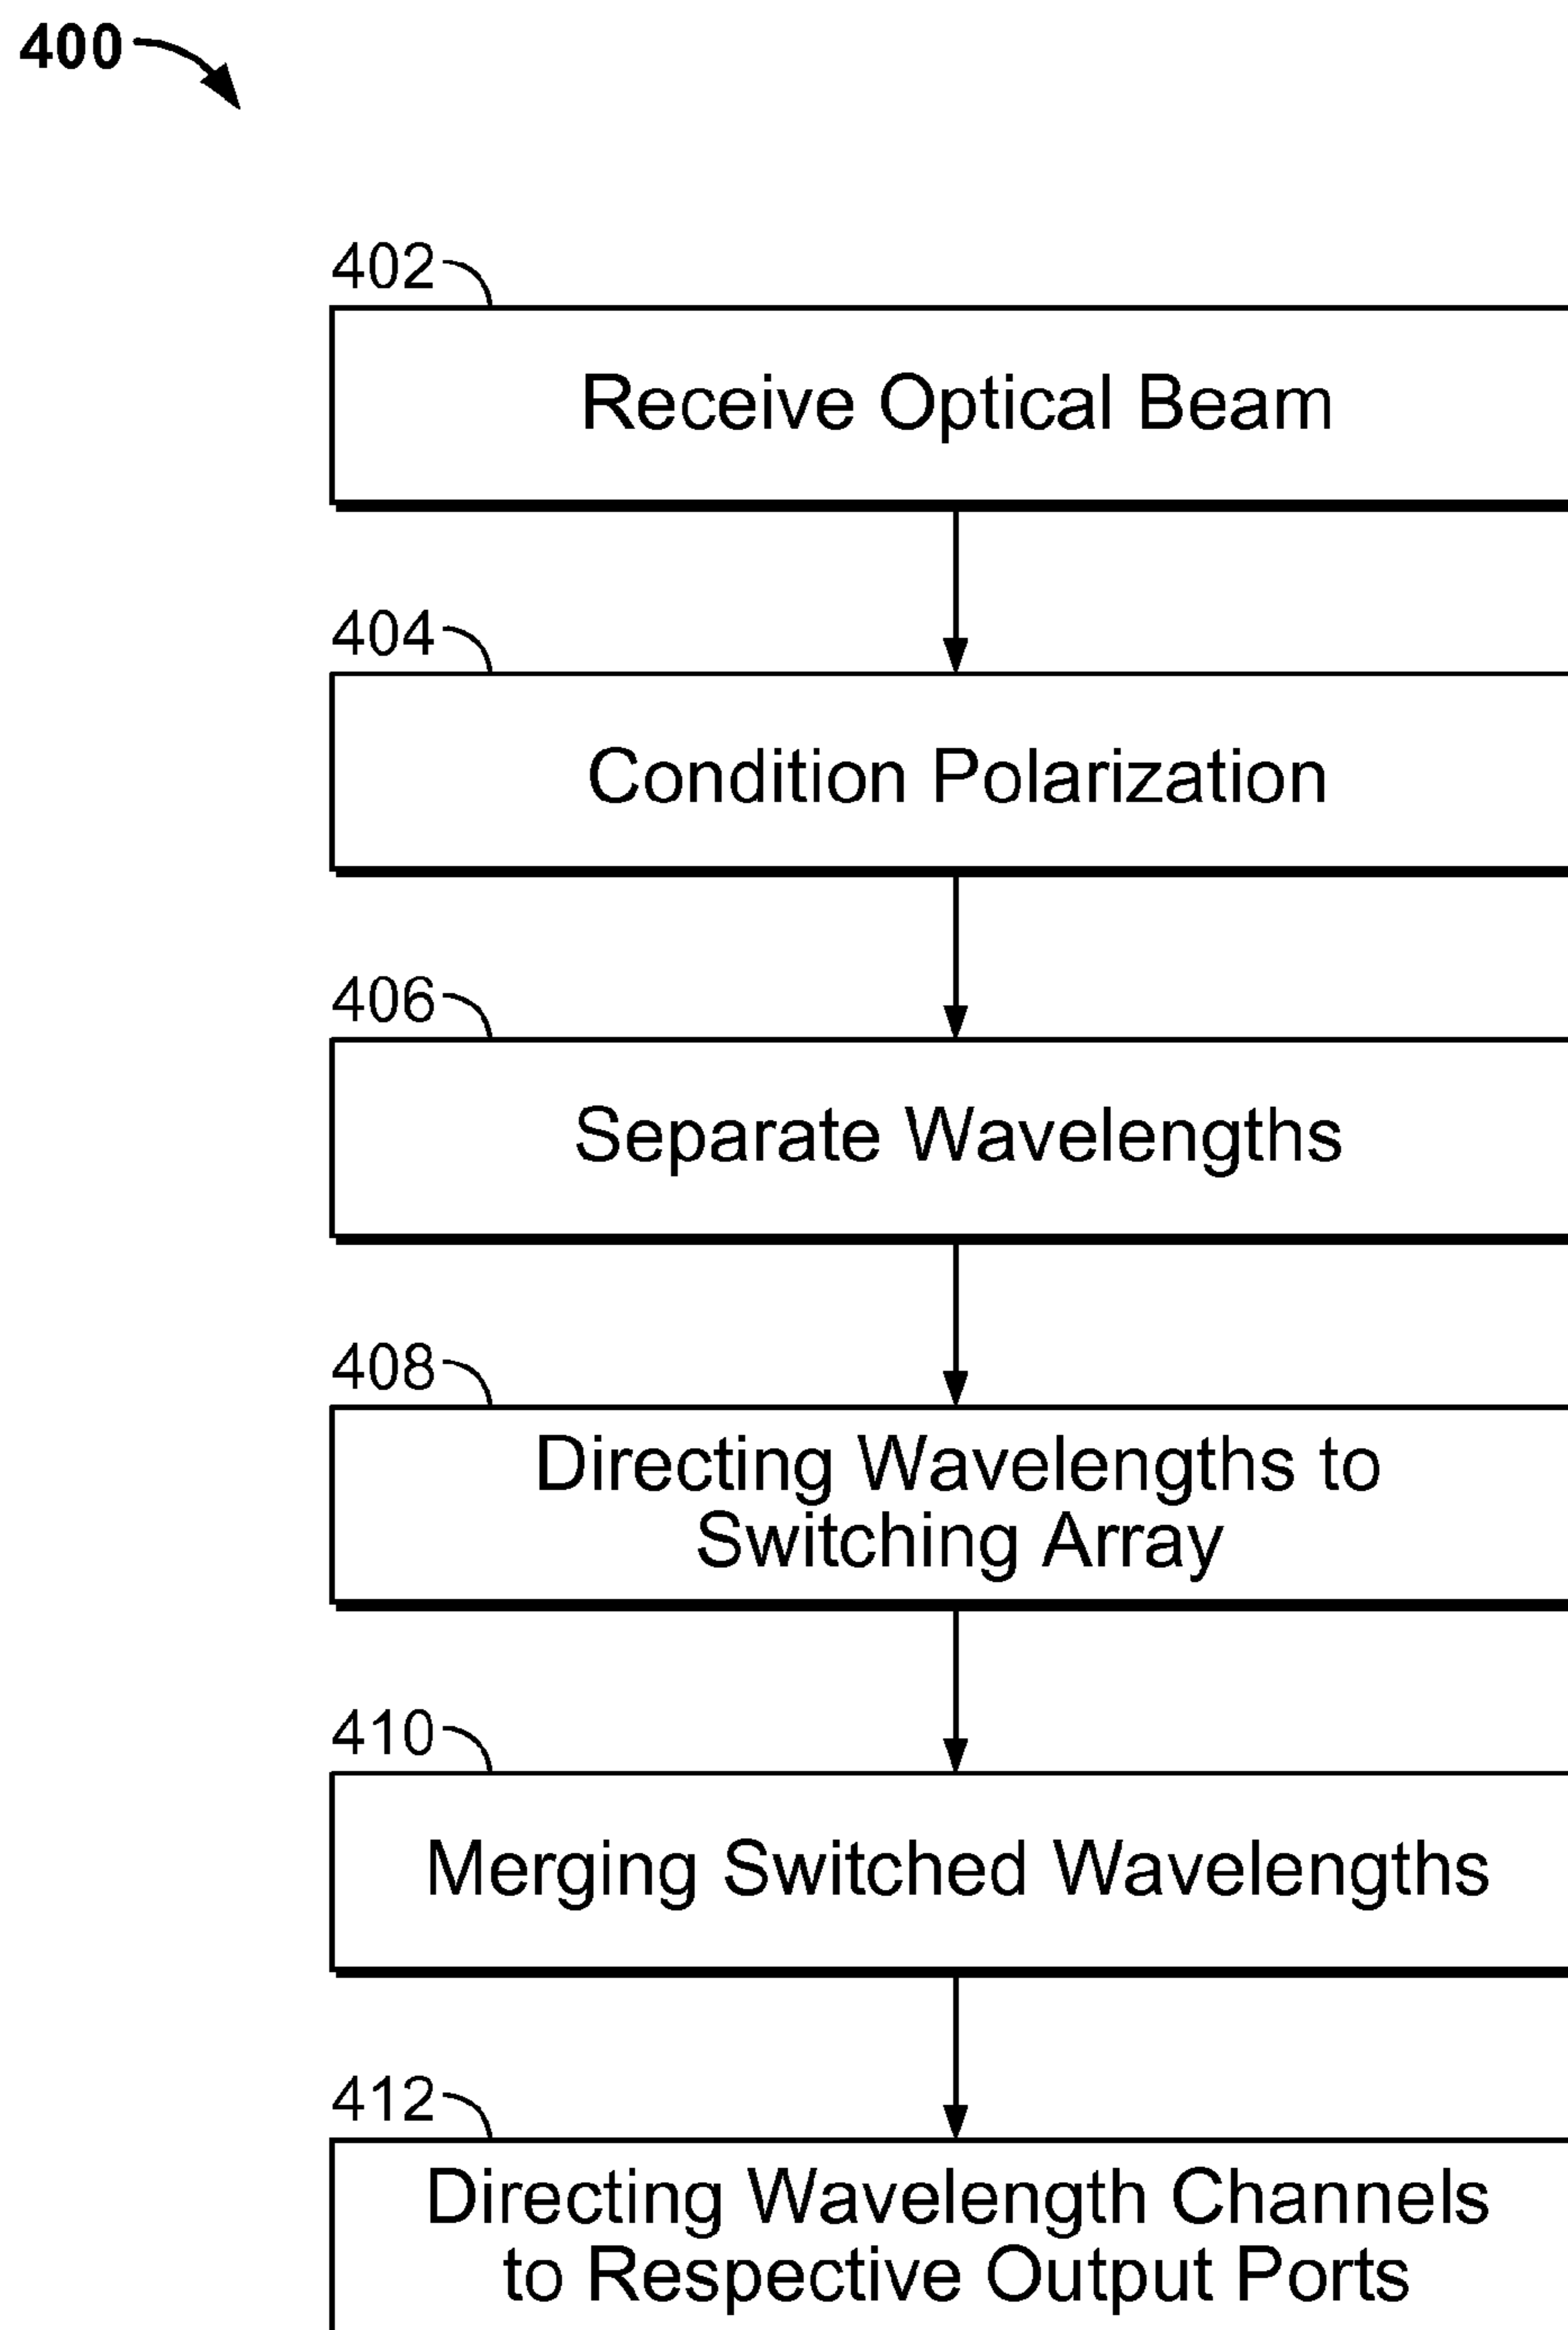 400
402
Receive Optical Beam
404
Condition Polarization
406
Separate Wavelengths
408
Directing Wavelengths to
Switching Array
410
Merging Switched Wavelengths
412
Directing Wavelength Channels
to Respective Output Ports